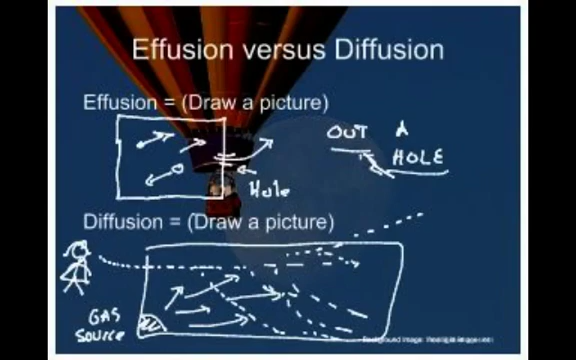 Effusion versus Diffusion
Effusion = (Draw a picture)
OUT A
HOLE
Hole
Diffusion = (Draw a picture)
GAS
SOURCE